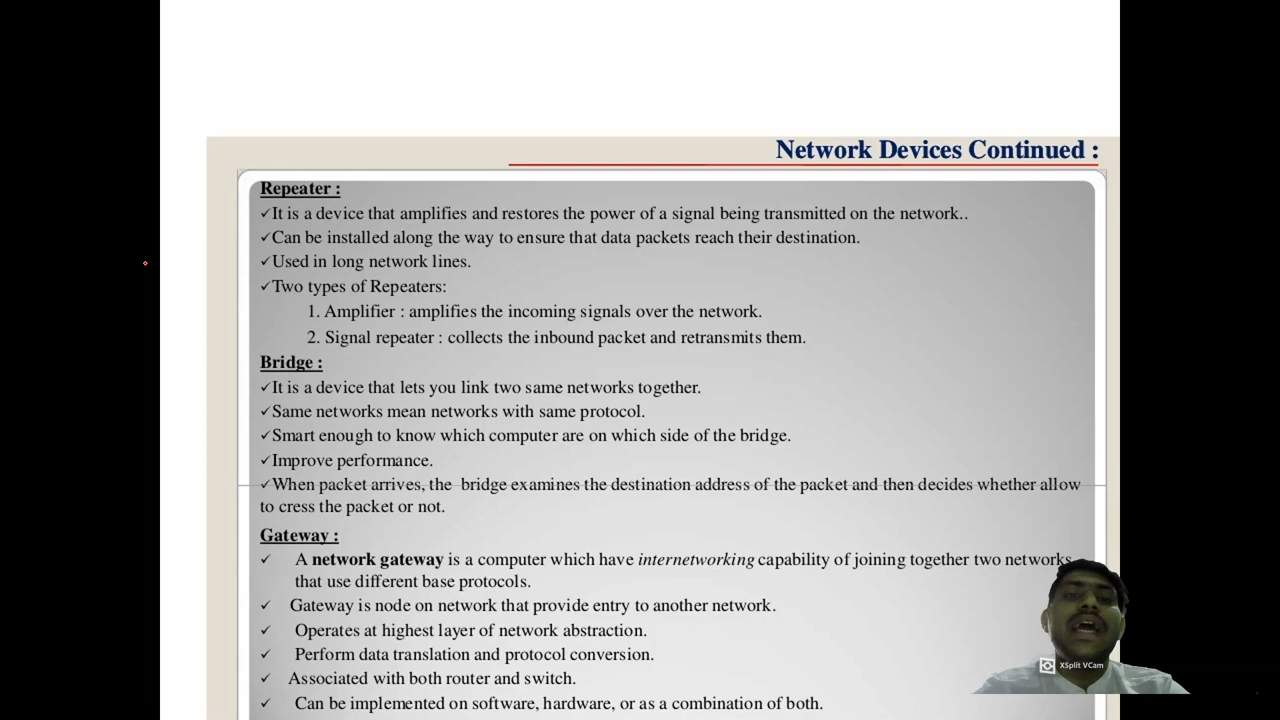 Network Devices Continued :
Repeater :
✓It is a device that amplifies and restores the power of a signal being transmitted on the network..
✓Can be installed along the way to ensure that data packets reach their destination.
✓Used in long network lines.
✓Two types of Repeaters:
1. Amplifier : amplifies the incoming signals over the network.
2. Signal repeater : collects the inbound packet and retransmits them.
Bridge :
✓It is a device that lets you link two same networks together.
✓Same networks mean networks with same protocol.
✓Smart enough to know which computer are on which side of the bridge.
✓Improve performance.
✓When packet arrives, the bridge examines the destination address of the packet and then decides whether allow
to cress the packet or not.
Gateway :
✓ A network gateway is a computer which have internetworking capability of joining together two networks
that use different base protocols.
✓ Gateway is node on network that provide entry to another network.
✓ Operates at highest layer of network abstraction.
✓ Perform data translation and protocol conversion.
✓ Associated with both router and switch.
✓ Can be implemented on software, hardware, or as a combination of both.
XSplit VCam